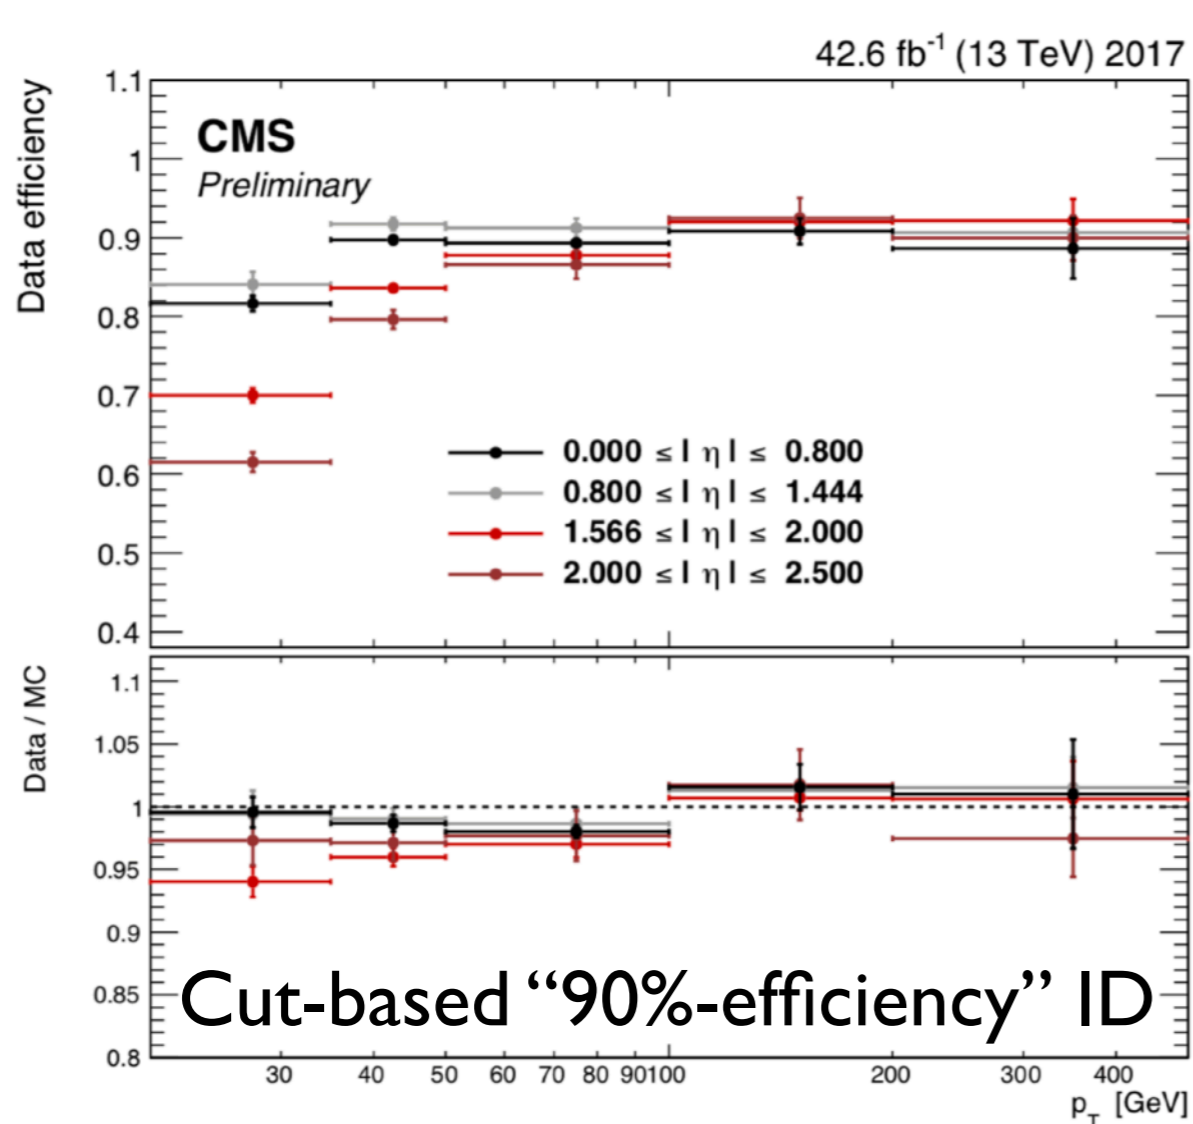 42.6 fb-1 (13 TeV) 2017
Data efficiency
1.1
1
0.9
0.8
0.7
0.6
0.5
0.4
CMS
Preliminary
0.000 ≤ | η | ≤ 0.800
0.800 ≤ | η | ≤ 1.444
1.566 ≤ | η | ≤ 2.000
2.000 ≤ | η | ≤ 2.500
Data / MC
1.1
1.05
1
0.95
0.9
0.85
0.8
Cut-based “90%-efficiency” ID
30 40 50 60 70 80 90 100 200 300 400
pT [GeV]